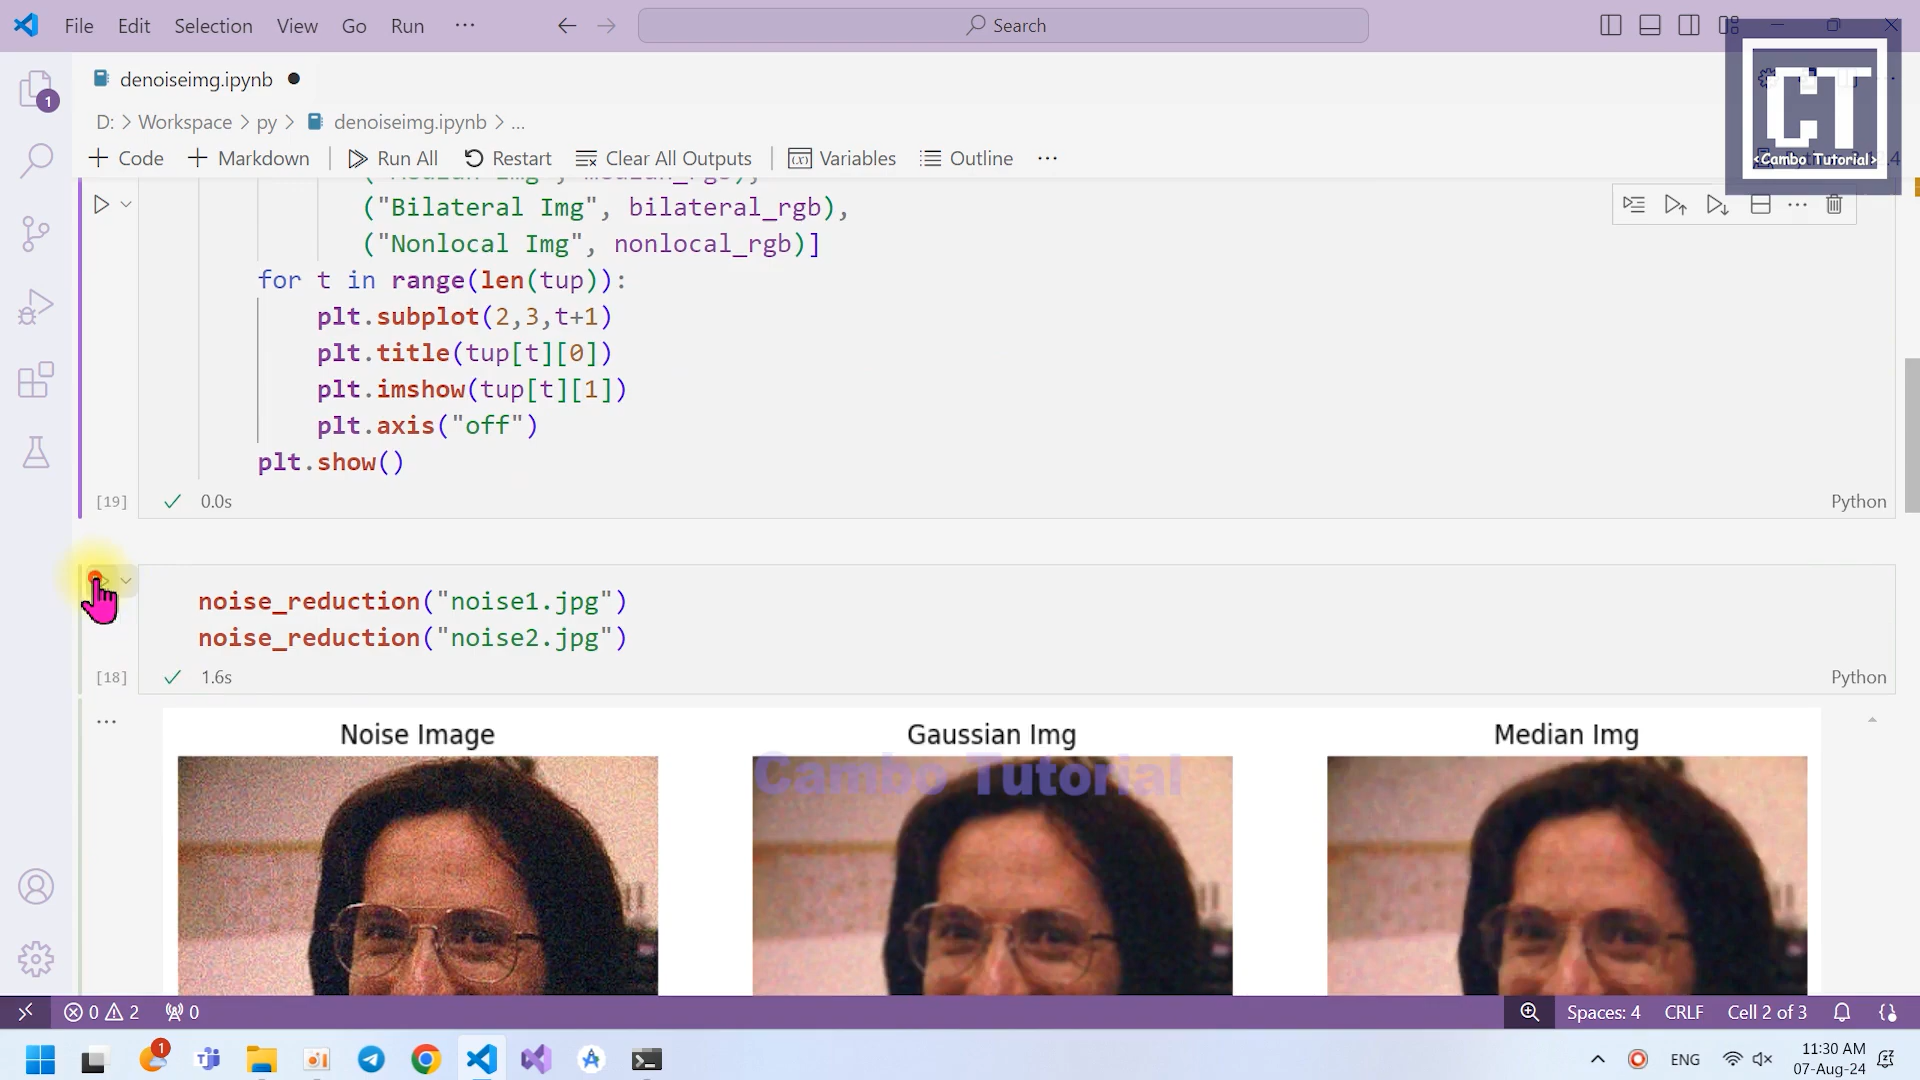 File Edit Selection View Go Run ···
Search
denoiseimg.ipynb
D: > Workspace > py > denoiseimg.ipynb > ...
+ Code + Markdown Run All Restart Clear All Outputs Variables Outline ···
CT
<Cambo Tutorial>
("Bilateral Img", bilateral_rgb),
("Nonlocal Img", nonlocal_rgb)]
for t in range(len(tup)):
plt.subplot(2,3,t+1)
plt.title(tup[t][0])
plt.imshow(tup[t][1])
plt.axis("off")
plt.show()
[19] 0.0s Python
noise_reduction("noise1.jpg")
noise_reduction("noise2.jpg")
[18] 1.6s Python
Noise Image Gaussian Img Median Img
Cambo Tutorial
0 2 0 Spaces: 4 CRLF Cell 2 of 3
1 ENG 11:30 AM
07-Aug-24